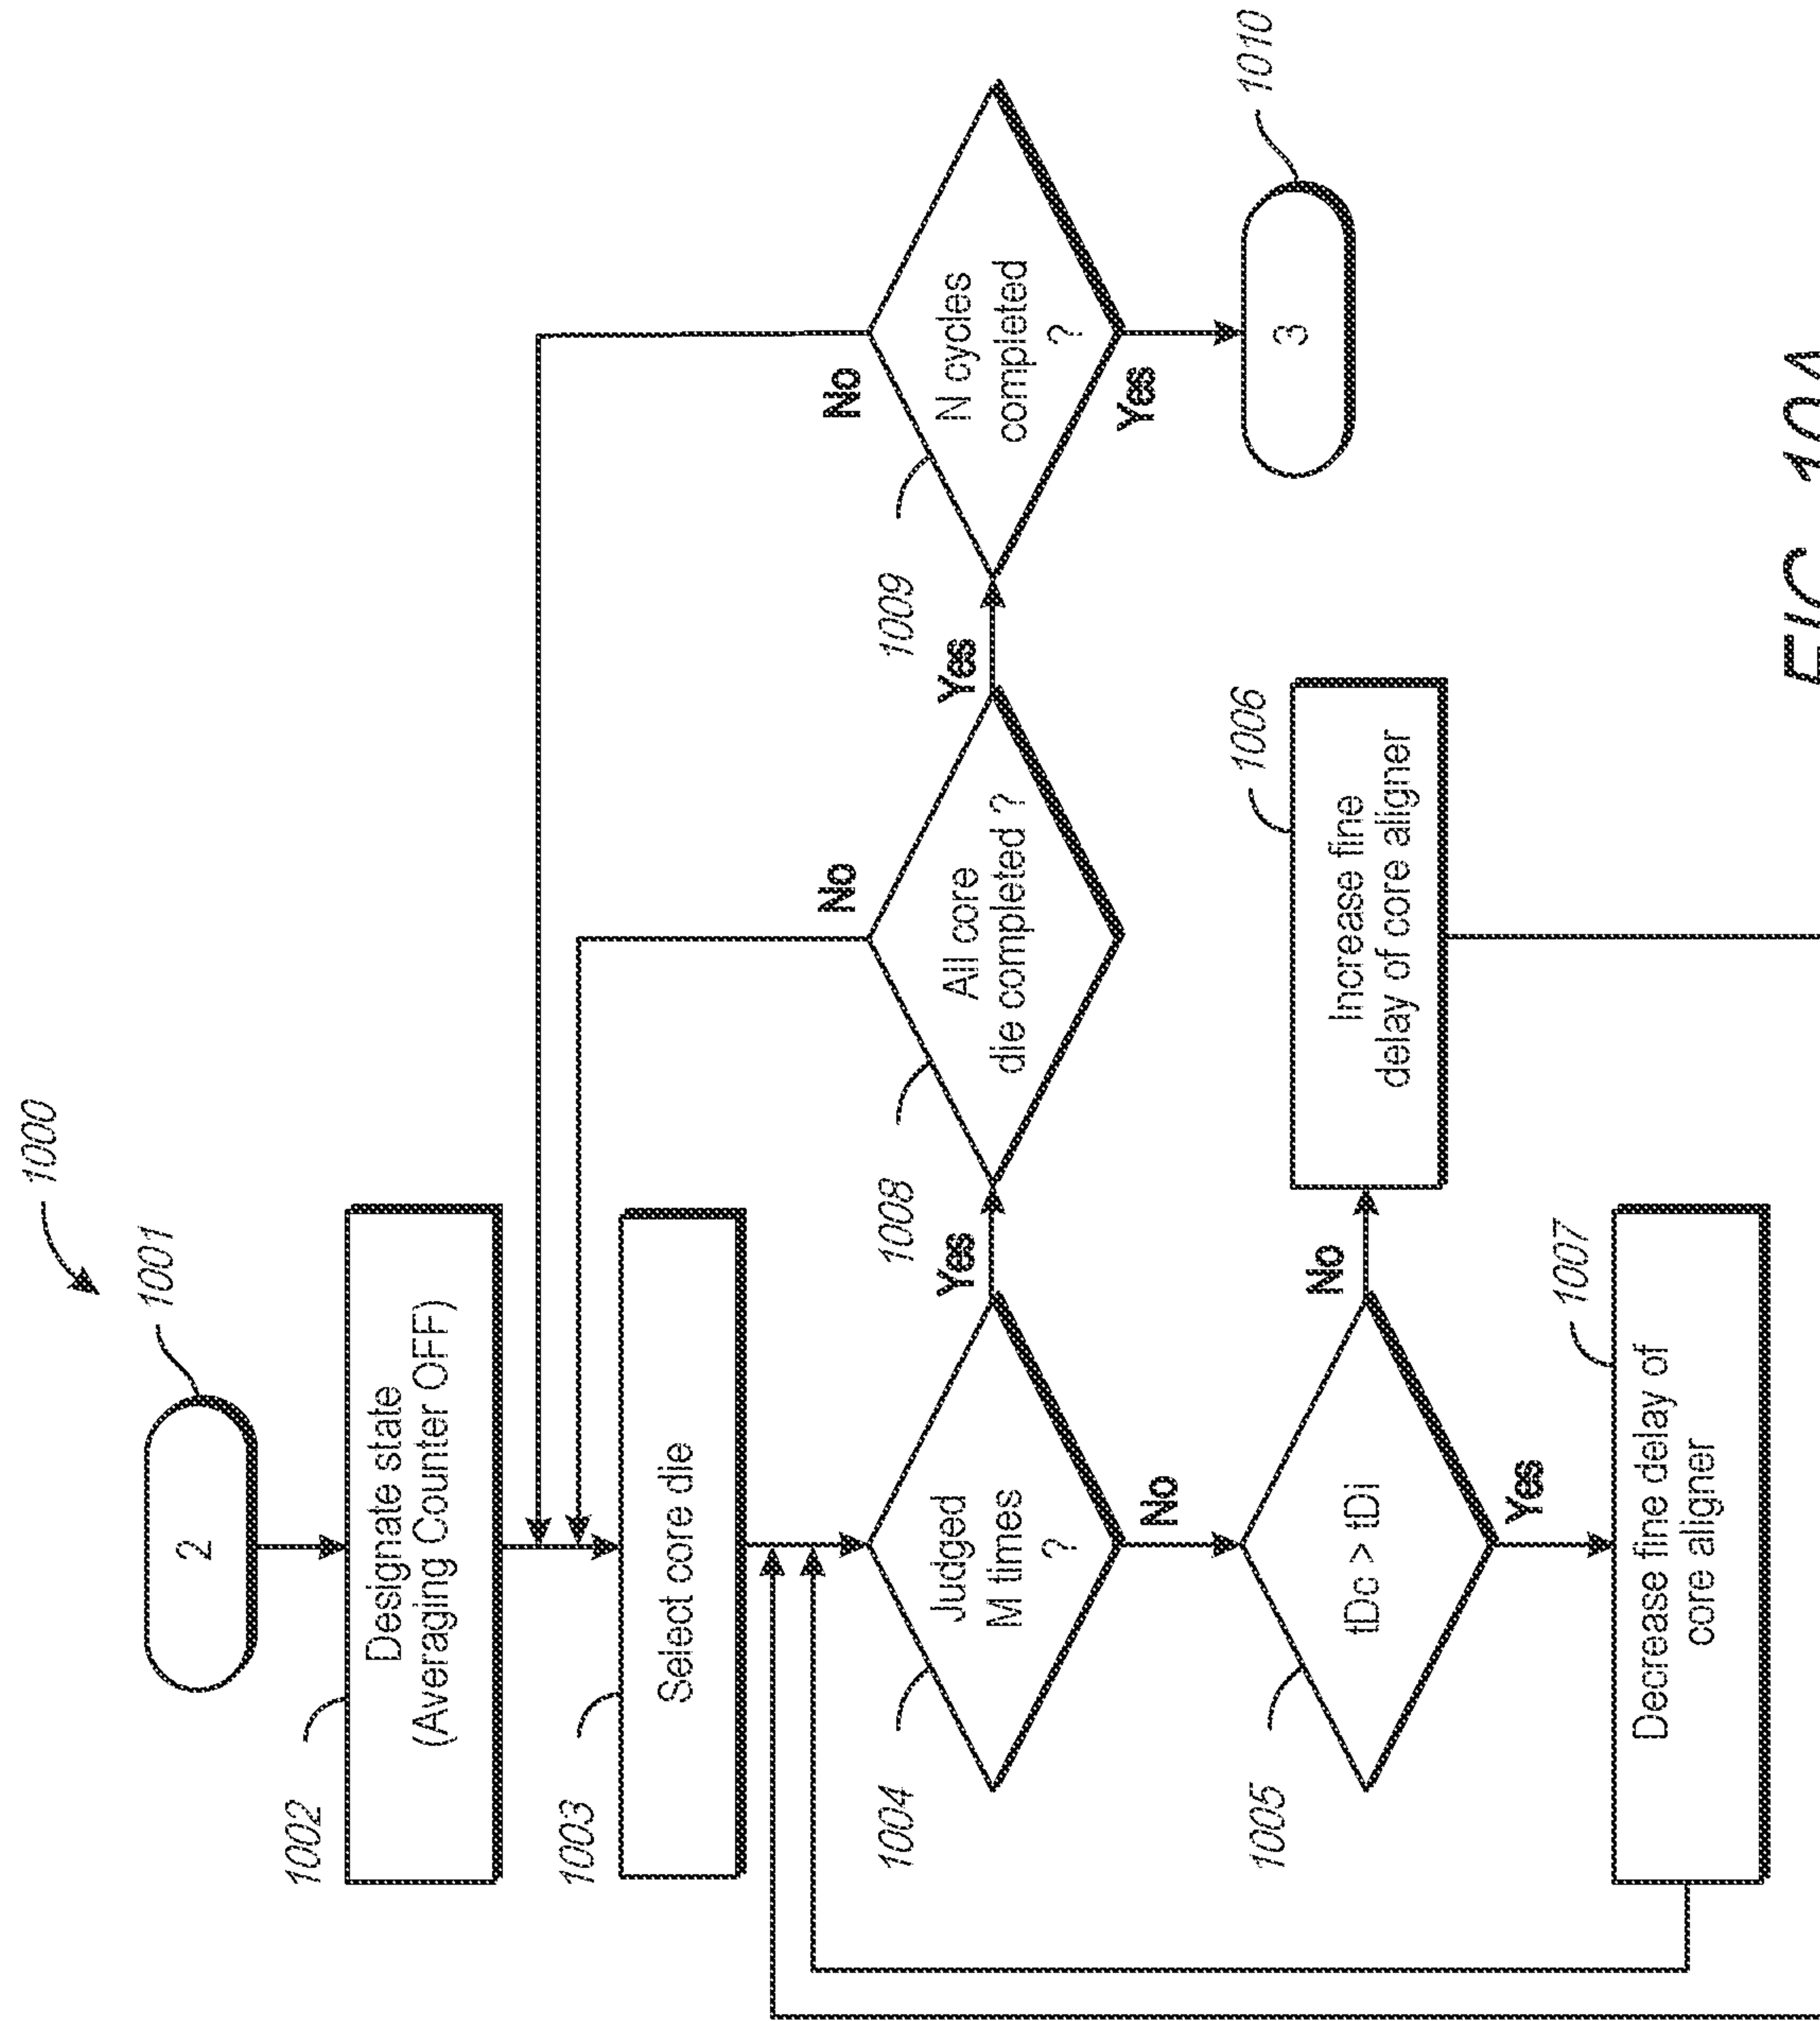 1000
1001
2
1002
Designate state
(Averaging Counter OFF)
1003
Select core die
1004
Judged
M times
?
Yes
No
1005
tDc > tDi
No
Yes
1006
Increase fine
delay of core aligner
1007
Decrease fine delay of
core aligner
1008
All core
die completed ?
No
Yes
1009
N cycles
completed
?
No
Yes
1010
3
FIG. 10A